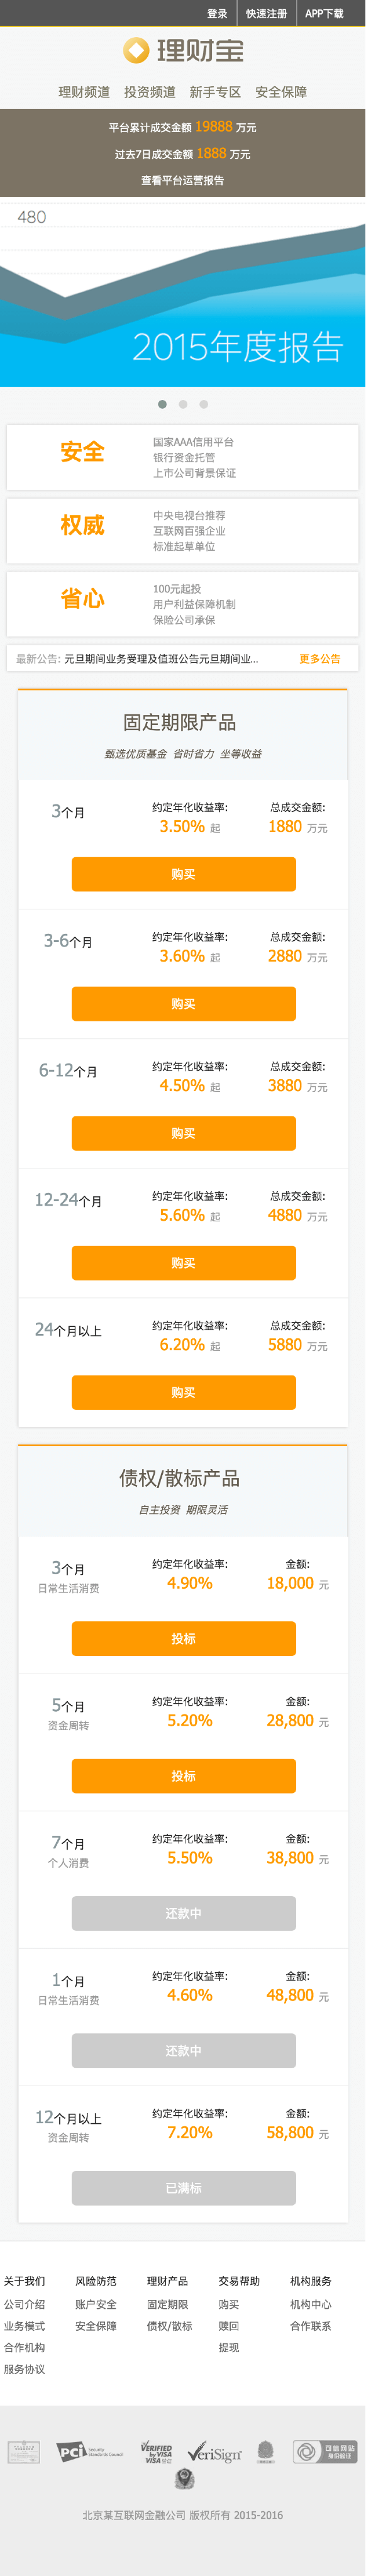 登录 快速注册 APP下载
理财宝
理财频道 投资频道 新手专区 安全保障
平台累计成交金额 19888 万元
过去7日成交金额 1888 万元
查看平台运营报告
480
2015年度报告
安全
国家AAA信用平台
银行资金托管
上市公司背景保证
权威
中央电视台推荐
互联网百强企业
标准起草单位
省心
100元起投
用户利益保障机制
保险公司承保
最新公告: 元旦期间业务受理及值班公告元旦期间业... 更多公告
固定期限产品
甄选优质基金 省时省力 坐等收益
3个月 约定年化收益率: 总成交金额:
3.50% 起 1880 万元
购买
3-6个月 约定年化收益率: 总成交金额:
3.60% 起 2880 万元
购买
6-12个月 约定年化收益率: 总成交金额:
4.50% 起 3880 万元
购买
12-24个月 约定年化收益率: 总成交金额:
5.60% 起 4880 万元
购买
24个月以上 约定年化收益率: 总成交金额:
6.20% 起 5880 万元
购买
债权/散标产品
自主投资 期限灵活
3个月 约定年化收益率: 金额:
日常生活消费 4.90% 18,000 元
投标
5个月 约定年化收益率: 金额:
资金周转 5.20% 28,800 元
投标
7个月 约定年化收益率: 金额:
个人消费 5.50% 38,800 元
还款中
1个月 约定年化收益率: 金额:
日常生活消费 4.60% 48,800 元
还款中
12个月以上 约定年化收益率: 金额:
资金周转 7.20% 58,800 元
已满标
关于我们 风险防范 理财产品 交易帮助 机构服务
公司介绍 账户安全 固定期限 购买 机构中心
业务模式 安全保障 债权/散标 赎回 合作联系
合作机构 提现
服务协议
PCI Security Standards Council
VERIFIED by VISA
VeriSign
可信网站
身份验证
北京某互联网金融公司 版权所有 2015-2016